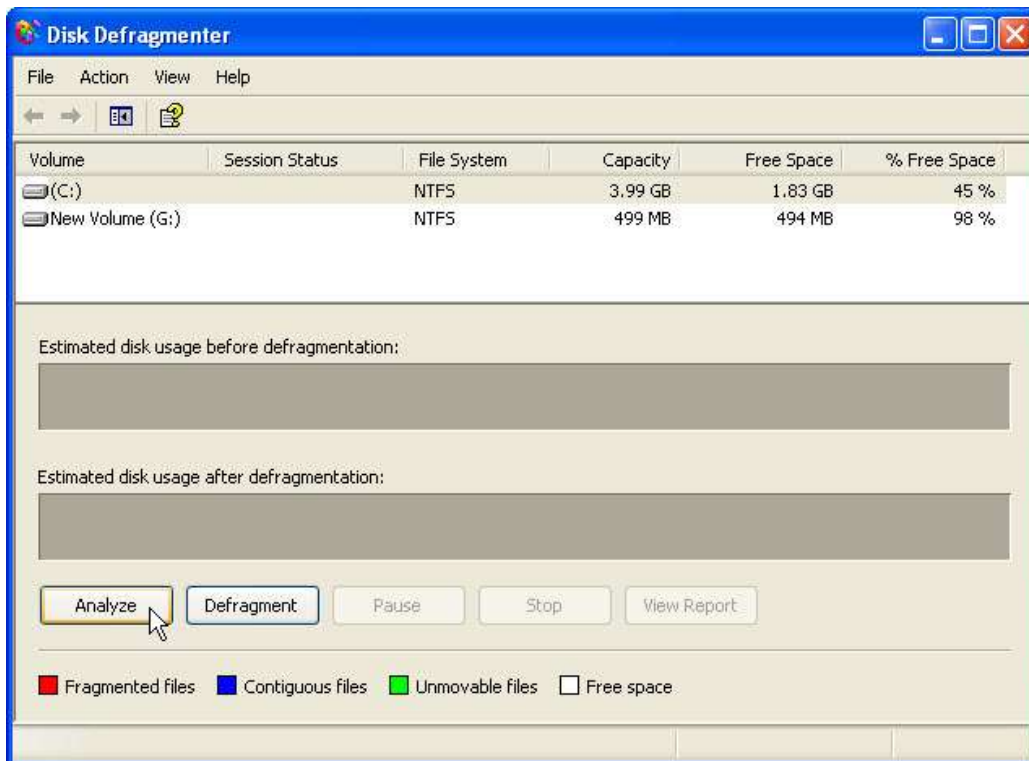 Disk Defragmenter
File Action View Help
Volume Session Status File System Capacity Free Space % Free Space
(C:) NTFS 3.99 GB 1.83 GB 45 %
New Volume (G:) NTFS 499 MB 494 MB 98 %
Estimated disk usage before defragmentation:
Estimated disk usage after defragmentation:
Analyze Defragment Pause Stop View Report
Fragmented files Contiguous files Unmovable files Free space